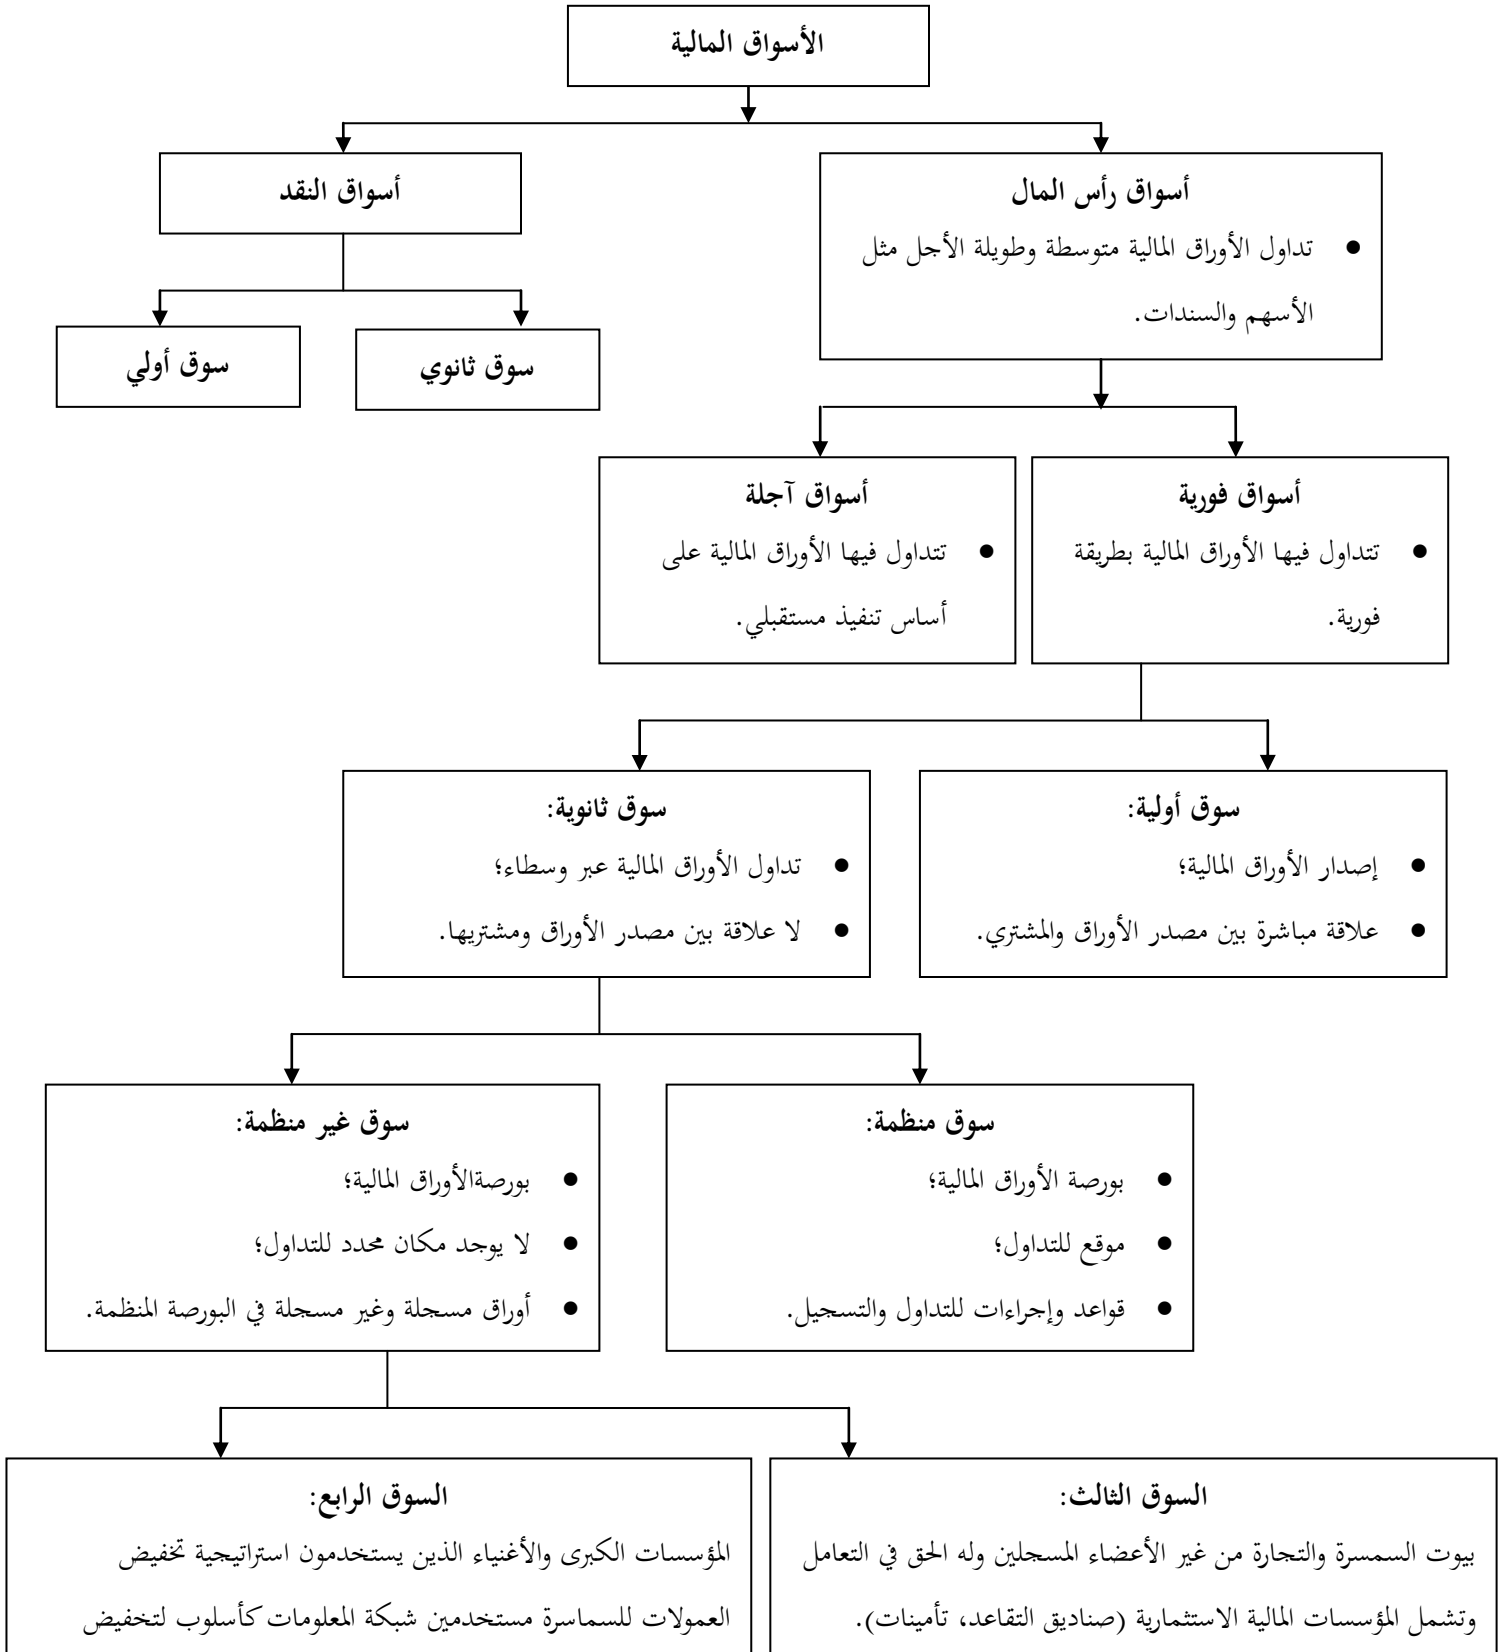 الأسواق المالية
أسواق رأس المال
● تداول الأوراق المالية متوسطة وطويلة الأجل مثل
الأسهم والسندات.
أسواق النقد
سوق ثانوي
سوق أولي
أسواق فورية
● تتداول فيها الأوراق المالية بطريقة
فورية.
أسواق آجلة
● تتداول فيها الأوراق المالية على
أساس تنفيذ مستقبلي.
سوق أولية:
● إصدار الأوراق المالية؛
● علاقة مباشرة بين مصدر الأوراق والمشتري.
سوق ثانوية:
● تداول الأوراق المالية عبر وسطاء؛
● لا علاقة بين مصدر الأوراق ومشتريها.
سوق منظمة:
● بورصة الأوراق المالية؛
● موقع للتداول؛
● قواعد وإجراءات للتداول والتسجيل.
سوق غير منظمة:
● بورصةالأوراق المالية؛
● لا يوجد مكان محدد للتداول؛
● أوراق مسجلة وغير مسجلة في البورصة المنظمة.
السوق الثالث:
بيوت السمسرة والتجارة من غير الأعضاء المسجلين وله الحق في التعامل
وتشمل المؤسسات المالية الاستثمارية (صناديق التقاعد، تأمينات).
السوق الرابع:
المؤسسات الكبرى والأغنياء الذين يستخدمون استراتيجية تخفيض
العمولات للسماسرة مستخدمين شبكة المعلومات كأسلوب لتخفيض